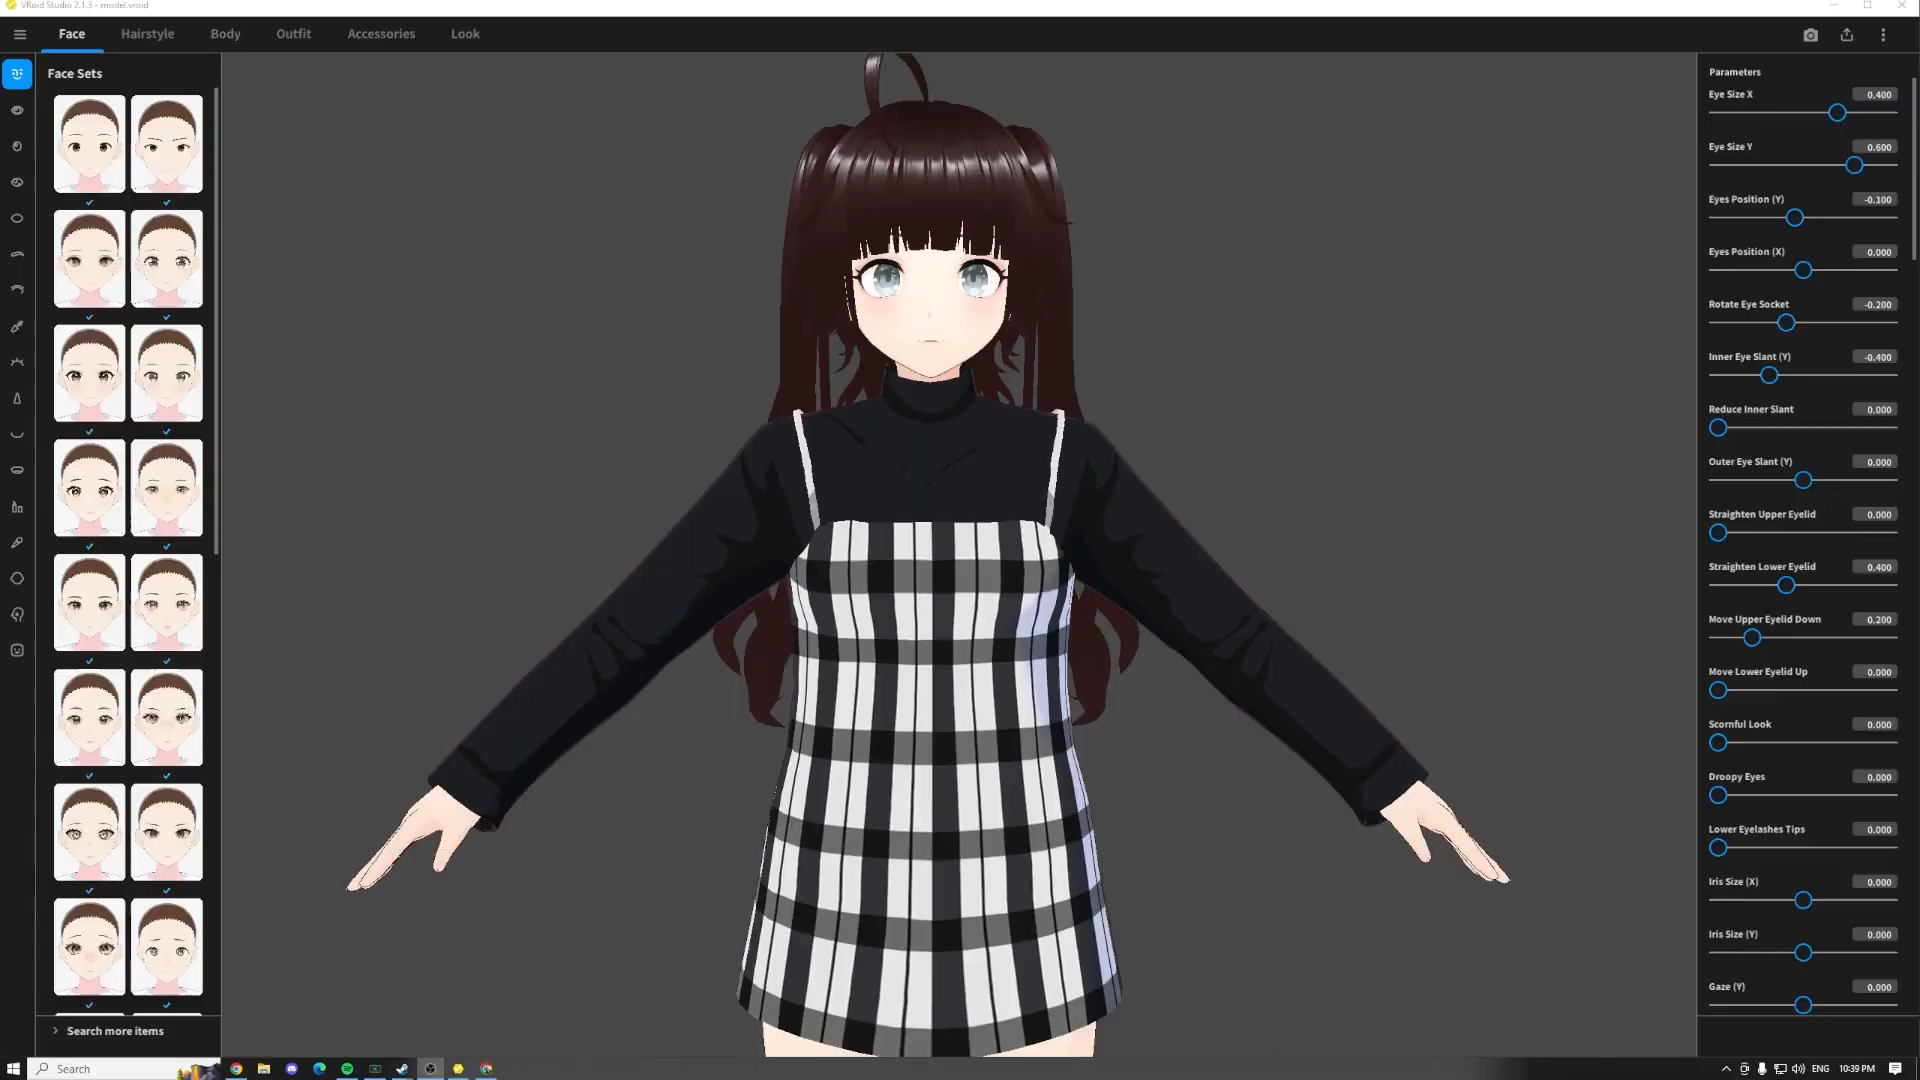 VRoid Studio 2.1.3 - model.vroid
Face Hairstyle Body Outfit Accessories Look
Face Sets
Search more items
Parameters
Eye Size X 0.400
Eye Size Y 0.600
Eyes Position (Y) -0.100
Eyes Position (X) 0.000
Rotate Eye Socket -0.200
Inner Eye Slant (Y) -0.400
Reduce Inner Slant 0.000
Outer Eye Slant (Y) 0.000
Straighten Upper Eyelid 0.000
Straighten Lower Eyelid 0.400
Move Upper Eyelid Down 0.200
Move Lower Eyelid Up 0.000
Scornful Look 0.000
Droopy Eyes 0.000
Lower Eyelashes Tips 0.000
Iris Size (X) 0.000
Iris Size (Y) 0.000
Gaze (Y) 0.000
Search
ENG 10:39 PM